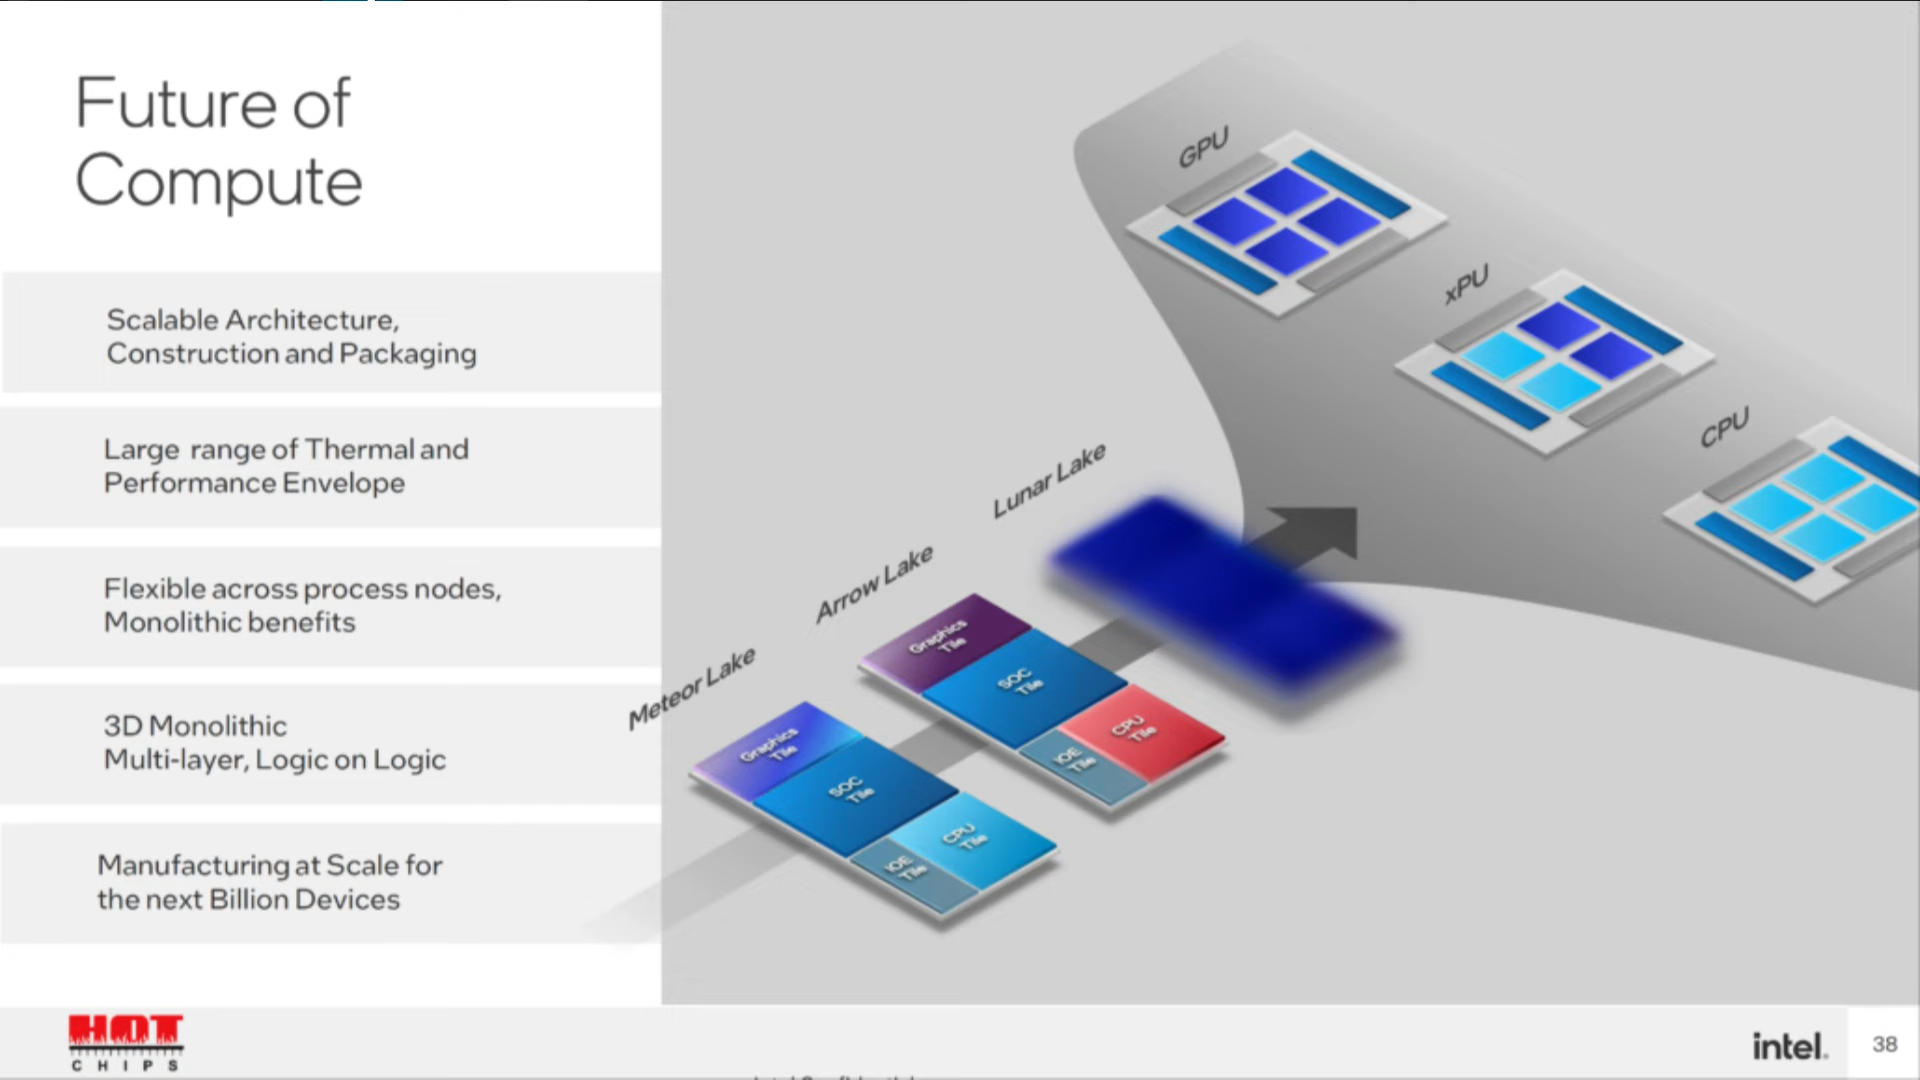 Future of
Compute
Scalable Architecture,
Construction and Packaging
Large range of Thermal and
Performance Envelope
Flexible across process nodes,
Monolithic benefits
3D Monolithic
Multi-layer, Logic on Logic
Manufacturing at Scale for
the next Billion Devices
GPU
xPU
CPU
Lunar Lake
Arrow Lake
Graphics
Tile
SOC
Tile
CPU
Tile
IOE
Tile
Meteor Lake
Graphics
Tile
SOC
Tile
CPU
Tile
IOE
Tile
HOT
CHIPS
intel.
38